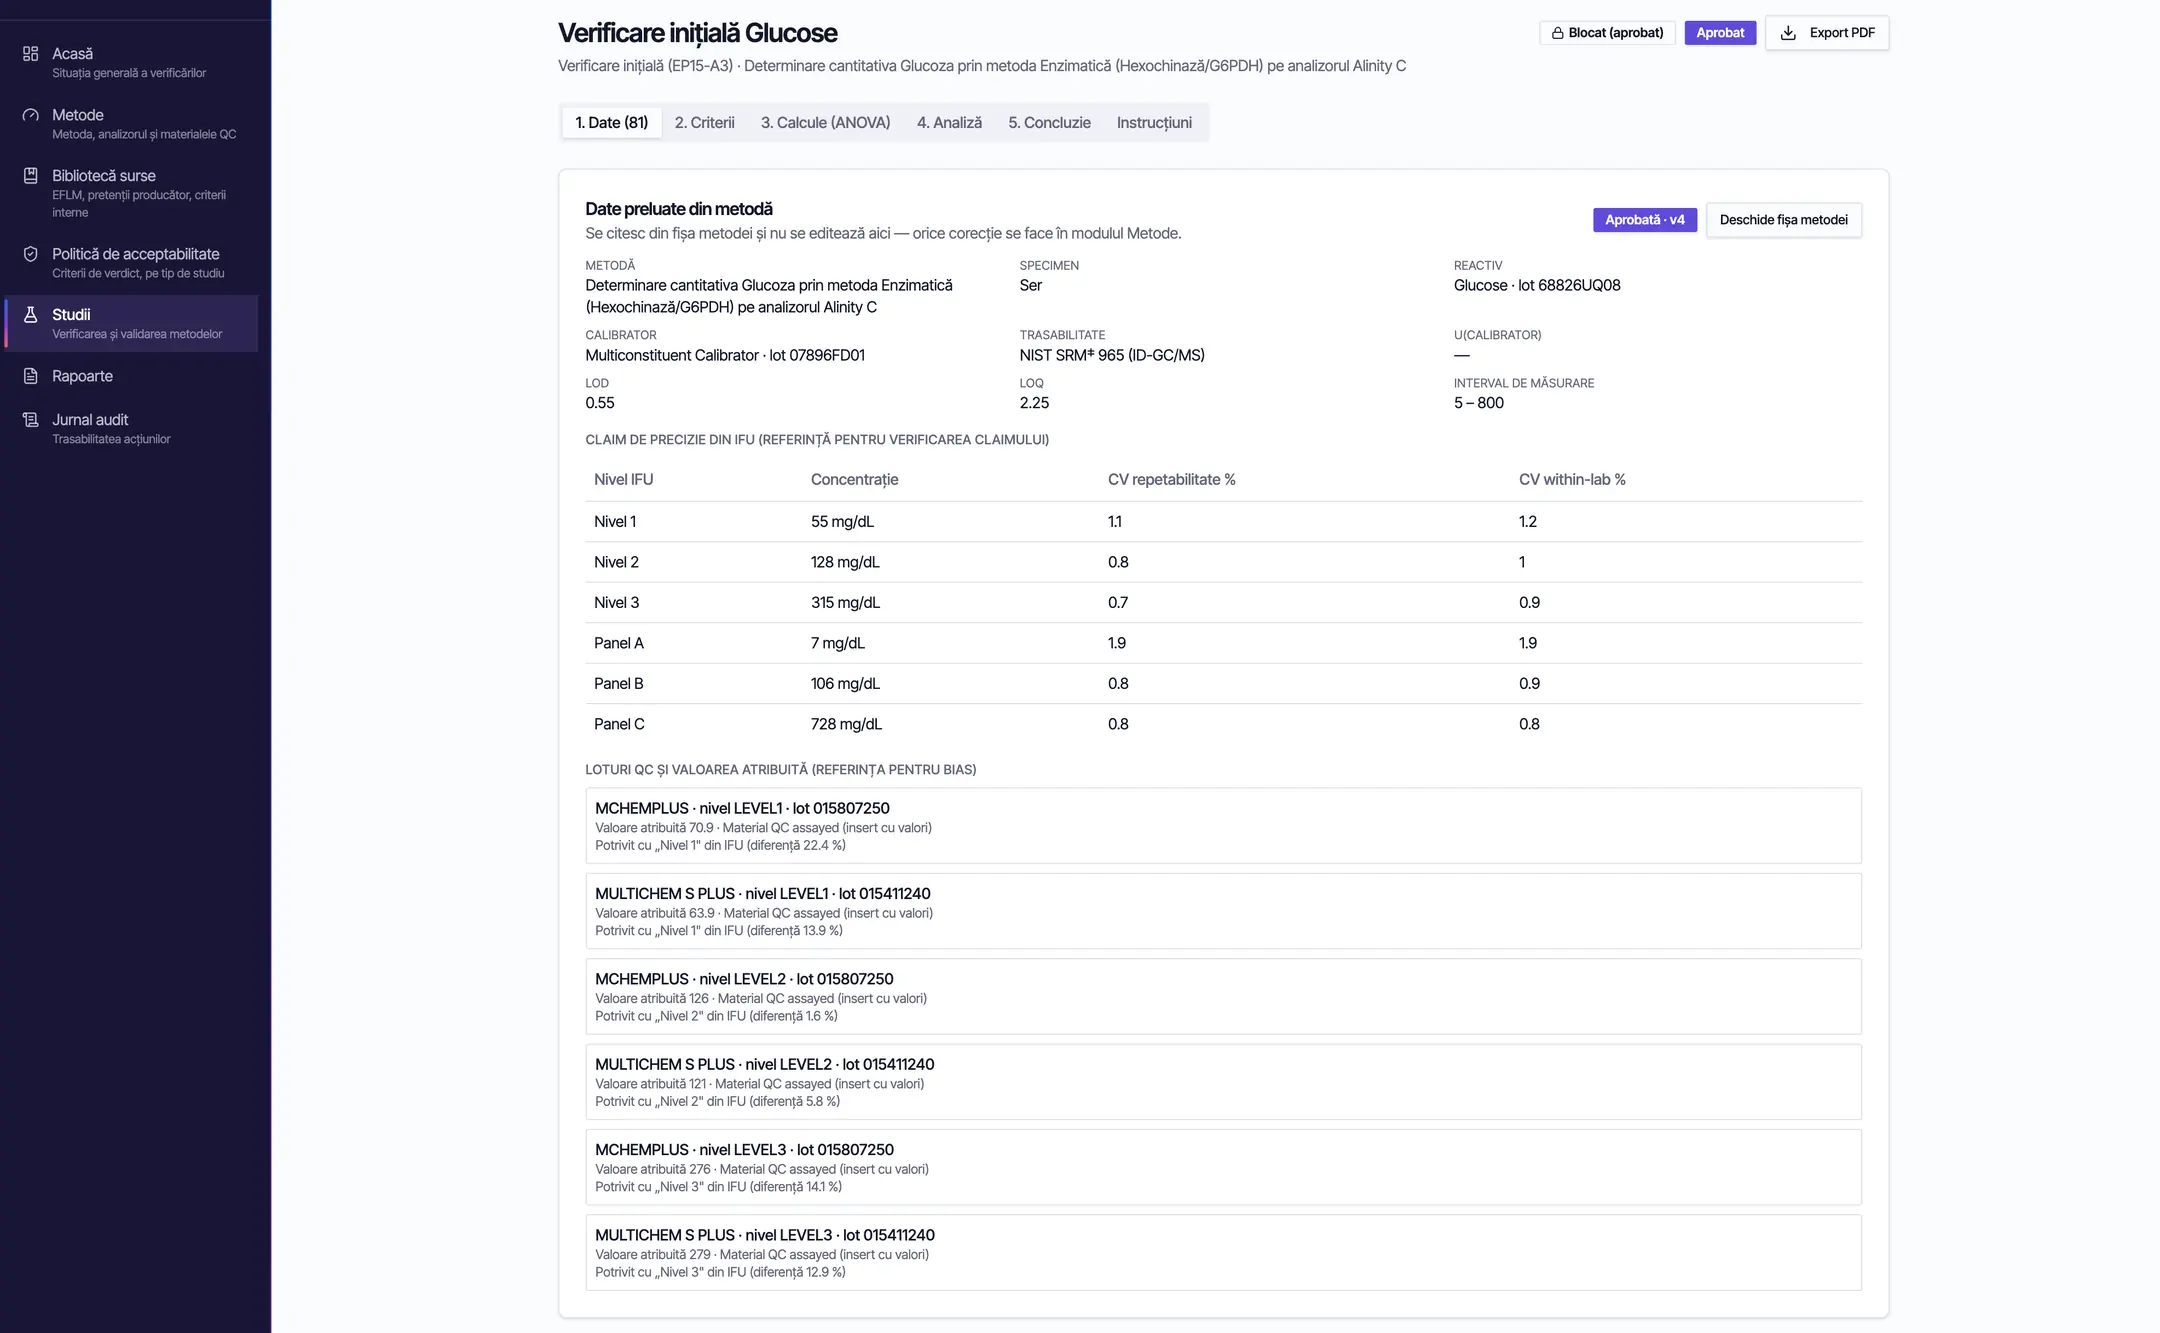 Acasă
Situația generală a verificărilor
Metode
Metoda, analizorul și materialele QC
Bibliotecă surse
EFLM, pretenții producător, criterii
interne
Politică de acceptabilitate
Criterii de verdict, pe tip de studiu
Studii
Verificarea și validarea metodelor
Rapoarte
Jurnal audit
Trasabilitatea acțiunilor
Verificare inițială Glucose
Blocat (aprobat)
Aprobat
Export PDF
Verificare inițială (EP15-A3) · Determinare cantitativa Glucoza prin metoda Enzimatică (Hexochinază/G6PDH) pe analizorul Alinity C
1. Date (81)
2. Criterii
3. Calcule (ANOVA)
4. Analiză
5. Concluzie
Instrucțiuni
Date preluate din metodă
Se citesc din fișa metodei și nu se editează aici — orice corecție se face în modulul Metode.
Aprobată · v4
Deschide fișa metodei
METODĂ
Determinare cantitativa Glucoza prin metoda Enzimatică
(Hexochinază/G6PDH) pe analizorul Alinity C
SPECIMEN
Ser
REACTIV
Glucose · lot 68826UQ08
CALIBRATOR
Multiconstituent Calibrator · lot 07896FD01
TRASABILITATE
NIST SRM‡ 965 (ID-GC/MS)
U(CALIBRATOR)
—
LOD
0.55
LOQ
2.25
INTERVAL DE MĂSURARE
5 – 800
CLAIM DE PRECIZIE DIN IFU (REFERINȚĂ PENTRU VERIFICAREA CLAIMULUI)
Nivel IFU Concentrație CV repetabilitate % CV within-lab %
Nivel 1 55 mg/dL 1.1 1.2
Nivel 2 128 mg/dL 0.8 1
Nivel 3 315 mg/dL 0.7 0.9
Panel A 7 mg/dL 1.9 1.9
Panel B 106 mg/dL 0.8 0.9
Panel C 728 mg/dL 0.8 0.8
LOTURI QC ȘI VALOAREA ATRIBUITĂ (REFERINȚA PENTRU BIAS)
MCHEMPLUS · nivel LEVEL1 · lot 015807250
Valoare atribuită 70.9 · Material QC assayed (insert cu valori)
Potrivit cu „Nivel 1" din IFU (diferență 22.4 %)
MULTICHEM S PLUS · nivel LEVEL1 · lot 015411240
Valoare atribuită 63.9 · Material QC assayed (insert cu valori)
Potrivit cu „Nivel 1" din IFU (diferență 13.9 %)
MCHEMPLUS · nivel LEVEL2 · lot 015807250
Valoare atribuită 126 · Material QC assayed (insert cu valori)
Potrivit cu „Nivel 2" din IFU (diferență 1.6 %)
MULTICHEM S PLUS · nivel LEVEL2 · lot 015411240
Valoare atribuită 121 · Material QC assayed (insert cu valori)
Potrivit cu „Nivel 2" din IFU (diferență 5.8 %)
MCHEMPLUS · nivel LEVEL3 · lot 015807250
Valoare atribuită 276 · Material QC assayed (insert cu valori)
Potrivit cu „Nivel 3" din IFU (diferență 14.1 %)
MULTICHEM S PLUS · nivel LEVEL3 · lot 015411240
Valoare atribuită 279 · Material QC assayed (insert cu valori)
Potrivit cu „Nivel 3" din IFU (diferență 12.9 %)